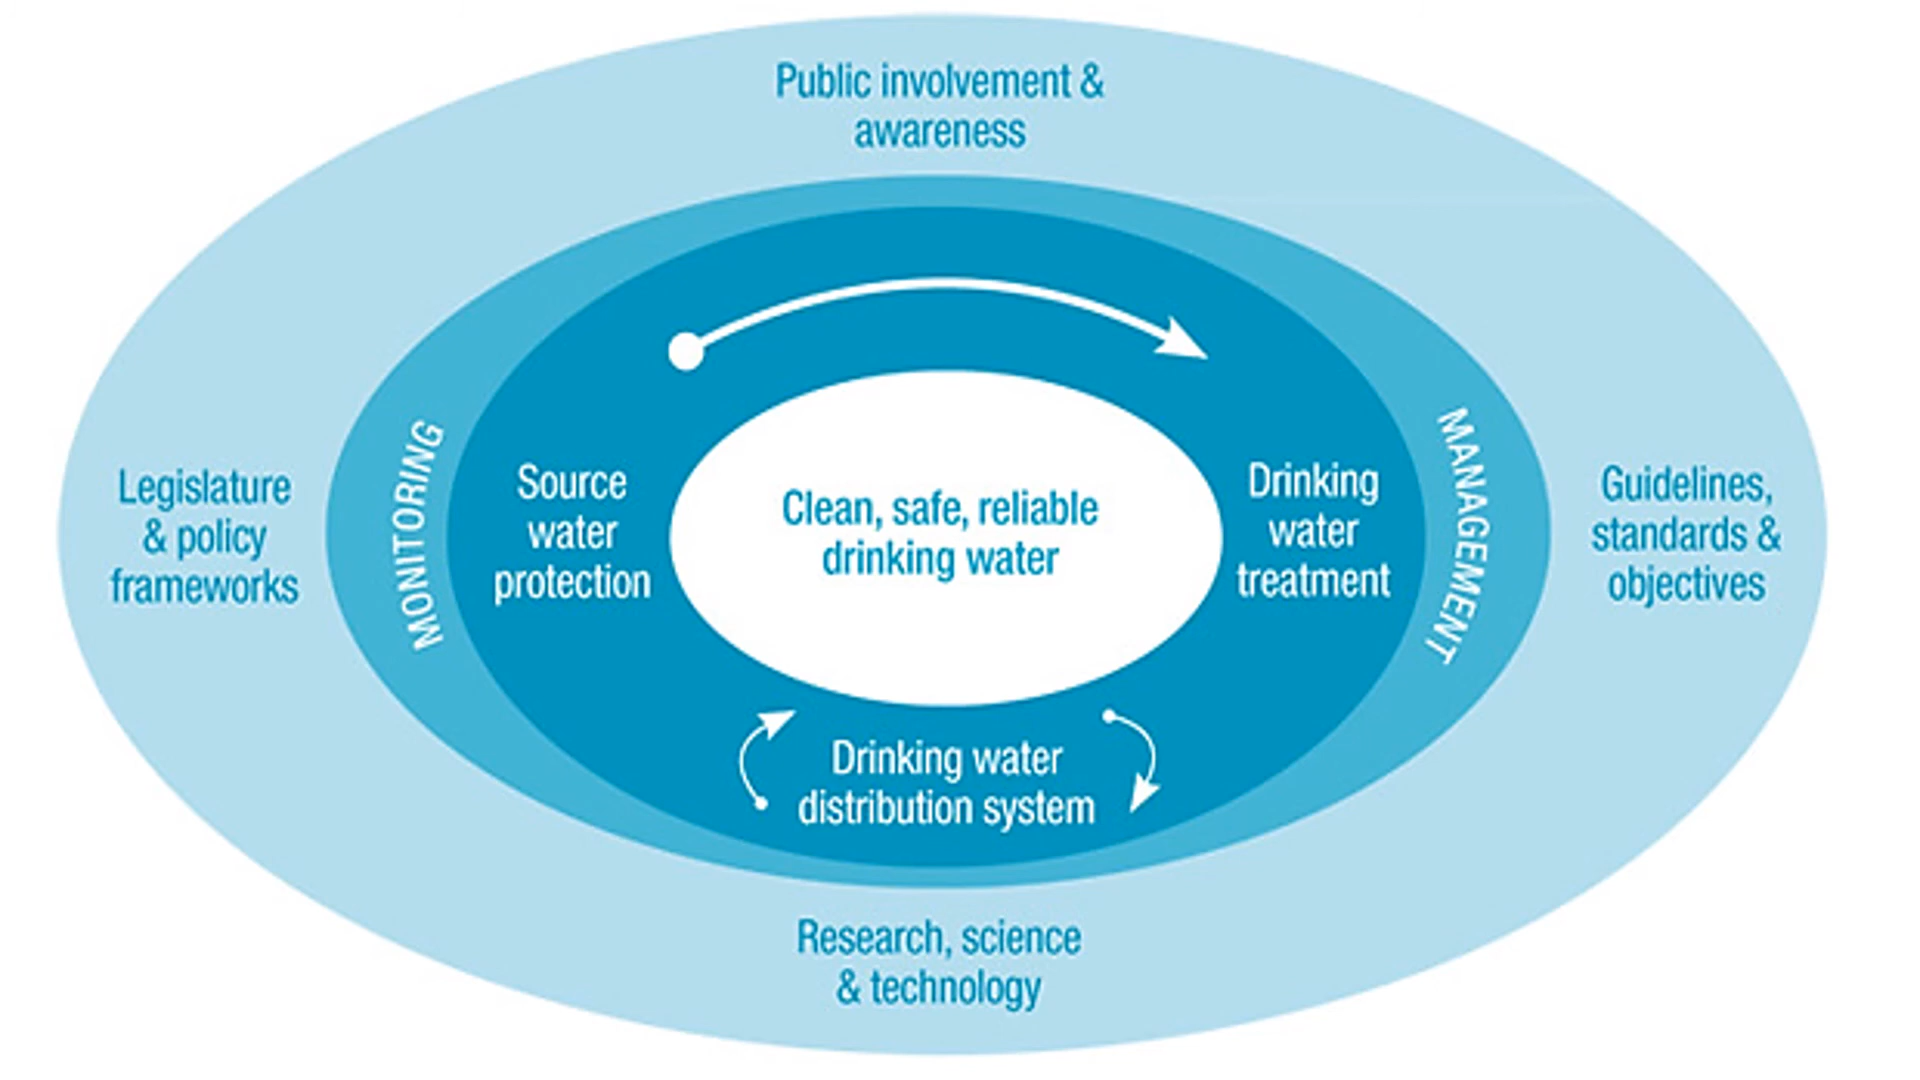 Public involvement &
awareness
Legislature
& policy
frameworks
MONITORING
Source
water
protection
Clean, safe, reliable
drinking water
Drinking
water
treatment
MANAGEMENT
Guidelines,
standards &
objectives
Drinking water
distribution system
Research, science
& technology